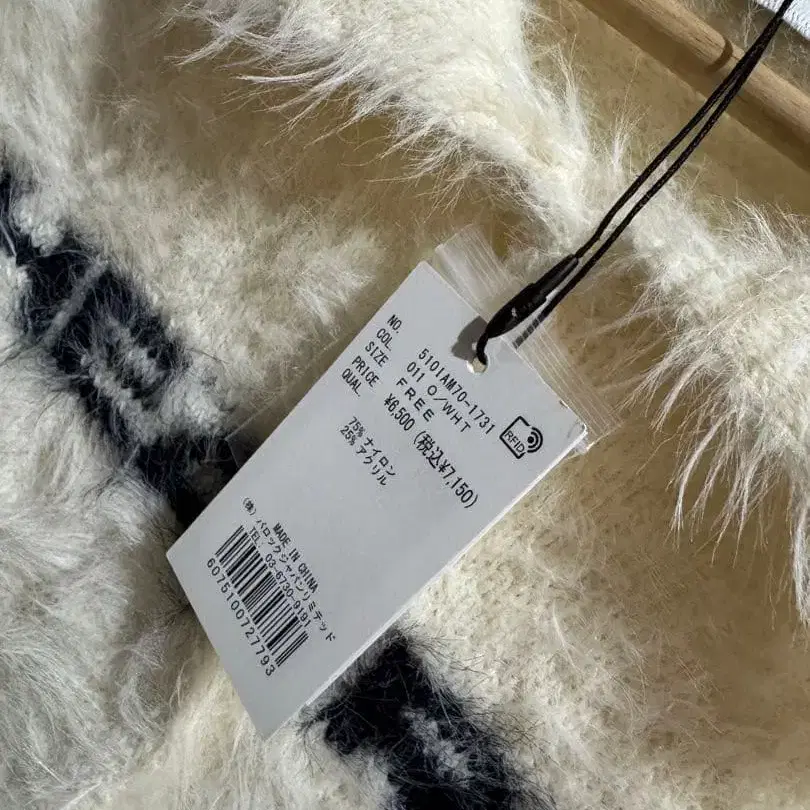 NO. 510IAM70-1731
COL. 011 O/WHT
SIZE FREE
PRICE ¥6,500 (税込¥7,150)
QUAL
75% ナイロン
25% アクリル
RFID
MADE IN CHINA
(株) バロックジャパンリミテッド
TEL. 03-6730-9191
6075100727793